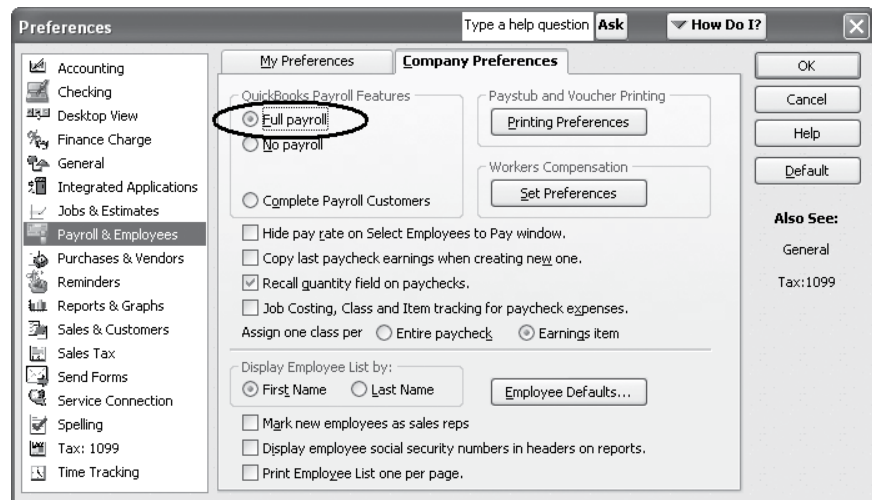 Preferences
Type a help question Ask
How Do I?
Accounting
Checking
Desktop View
Finance Charge
General
Integrated Applications
Jobs & Estimates
Payroll & Employees
Purchases & Vendors
Reminders
Reports & Graphs
Sales & Customers
Sales Tax
Send Forms
Service Connection
Spelling
Tax: 1099
Time Tracking
My Preferences
Company Preferences
QuickBooks Payroll Features
Full payroll
No payroll
Complete Payroll Customers
Paystub and Voucher Printing
Printing Preferences
Workers Compensation
Set Preferences
Hide pay rate on Select Employees to Pay window.
Copy last paycheck earnings when creating new one.
Recall quantity field on paychecks.
Job Costing, Class and Item tracking for paycheck expenses.
Assign one class per Entire paycheck Earnings item
Display Employee List by:
First Name Last Name
Employee Defaults...
Mark new employees as sales reps
Display employee social security numbers in headers on reports.
Print Employee List one per page.
OK
Cancel
Help
Default
Also See:
General
Tax:1099